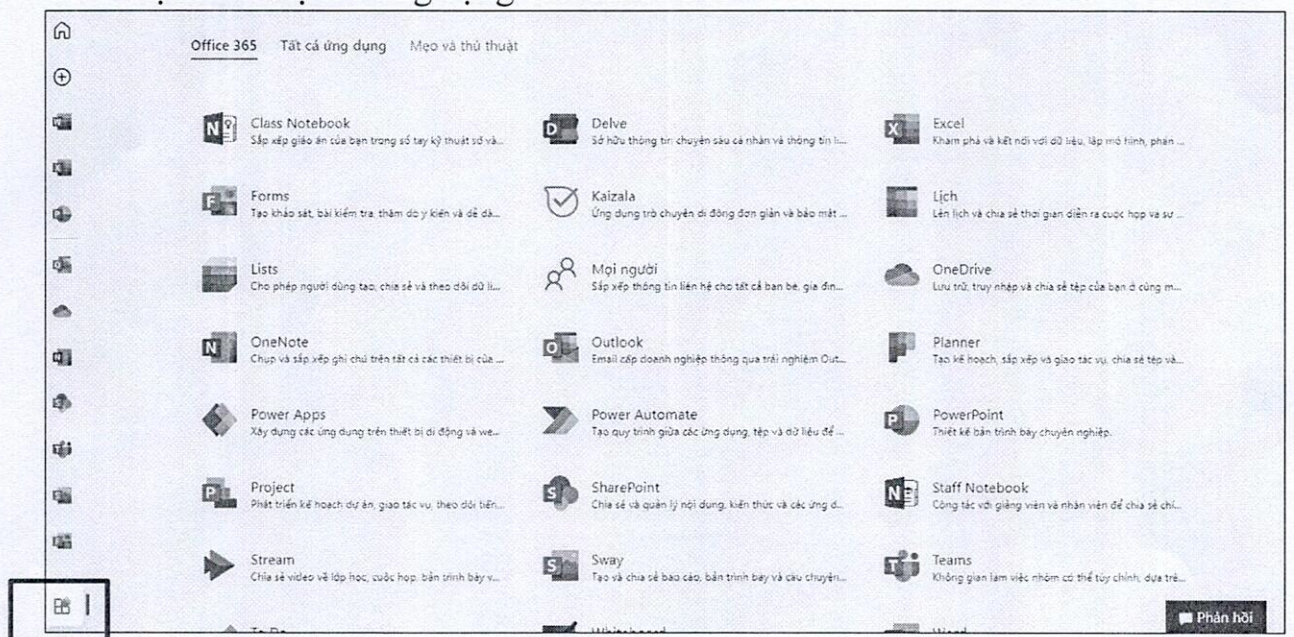 Office 365 Tất cả ứng dụng Mẹo và thủ thuật
Class Notebook
Sắp xếp giáo án của bạn trong sổ tay kỹ thuật số và...
Delve
Sở hữu thông tin chuyên sâu cá nhân và thông tin li...
Excel
Khám phá và kết nối với dữ liệu, lập mô hình, phân ...
Forms
Tạo khảo sát, bài kiểm tra, thăm dò ý kiến và dễ dà...
Kaizala
Ứng dụng trò chuyện di động đơn giản và bảo mật ...
Lịch
Lên lịch và chia sẻ thời gian diễn ra cuộc họp và sự ...
Lists
Cho phép người dùng tạo, chia sẻ và theo dõi dữ li...
Mọi người
Sắp xếp thông tin liên hệ cho tất cả bạn bè, gia đìn...
OneDrive
Lưu trữ, truy nhập và chia sẻ tệp của bạn ở cùng m...
OneNote
Chụp và sắp xếp ghi chú trên tất cả các thiết bị của ...
Outlook
Email cấp doanh nghiệp thông qua trải nghiệm Out...
Planner
Tạo kế hoạch, sắp xếp và giao tác vụ, chia sẻ tệp và...
Power Apps
Xây dựng các ứng dụng trên thiết bị di động và we...
Power Automate
Tạo quy trình giữa các ứng dụng, tệp và dữ liệu để ...
PowerPoint
Thiết kế bản trình bày chuyên nghiệp.
Project
Phát triển kế hoạch dự án, giao tác vụ, theo dõi tiến...
SharePoint
Chia sẻ và quản lý nội dung, kiến thức và các ứng d...
Staff Notebook
Cộng tác với giảng viên và nhân viên để chia sẻ chí...
Stream
Chia sẻ video về lớp học, cuộc họp, bản trình bày v...
Sway
Tạo và chia sẻ báo cáo, bản trình bày và câu chuyện...
Teams
Không gian làm việc nhóm có thể tùy chỉnh, dựa trê...
Phản hồi